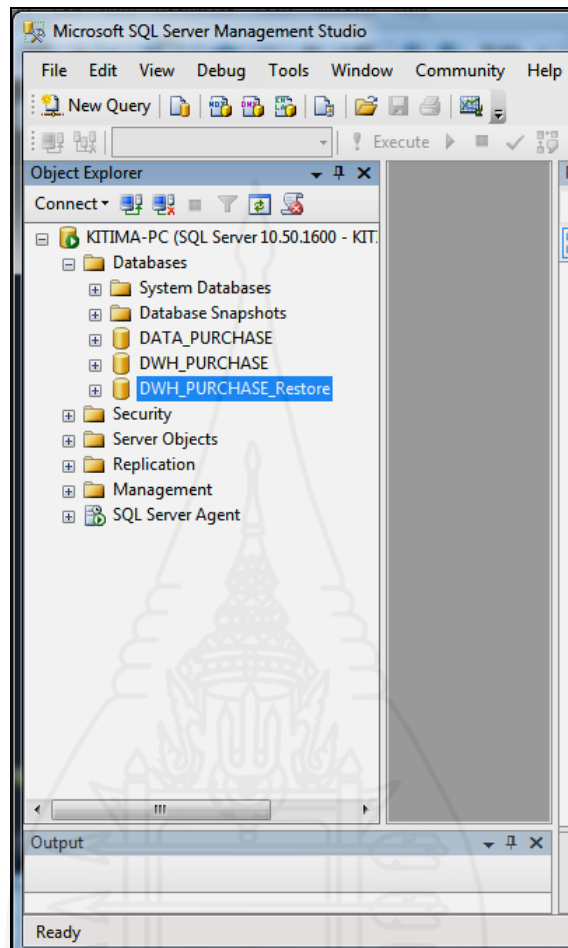 Microsoft SQL Server Management Studio
File Edit View Debug Tools Window Community Help
New Query
Execute
Object Explorer
Connect
KITIMA-PC (SQL Server 10.50.1600 - KIT
Databases
System Databases
Database Snapshots
DATA_PURCHASE
DWH_PURCHASE
DWH_PURCHASE_Restore
Security
Server Objects
Replication
Management
SQL Server Agent
Output
Ready